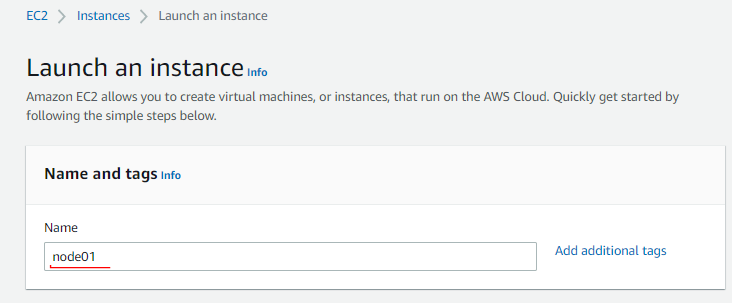 EC2 > Instances > Launch an instance
Launch an instance Info
Amazon EC2 allows you to create virtual machines, or instances, that run on the AWS Cloud. Quickly get started by
following the simple steps below.
Name and tags Info
Name
node01 Add additional tags